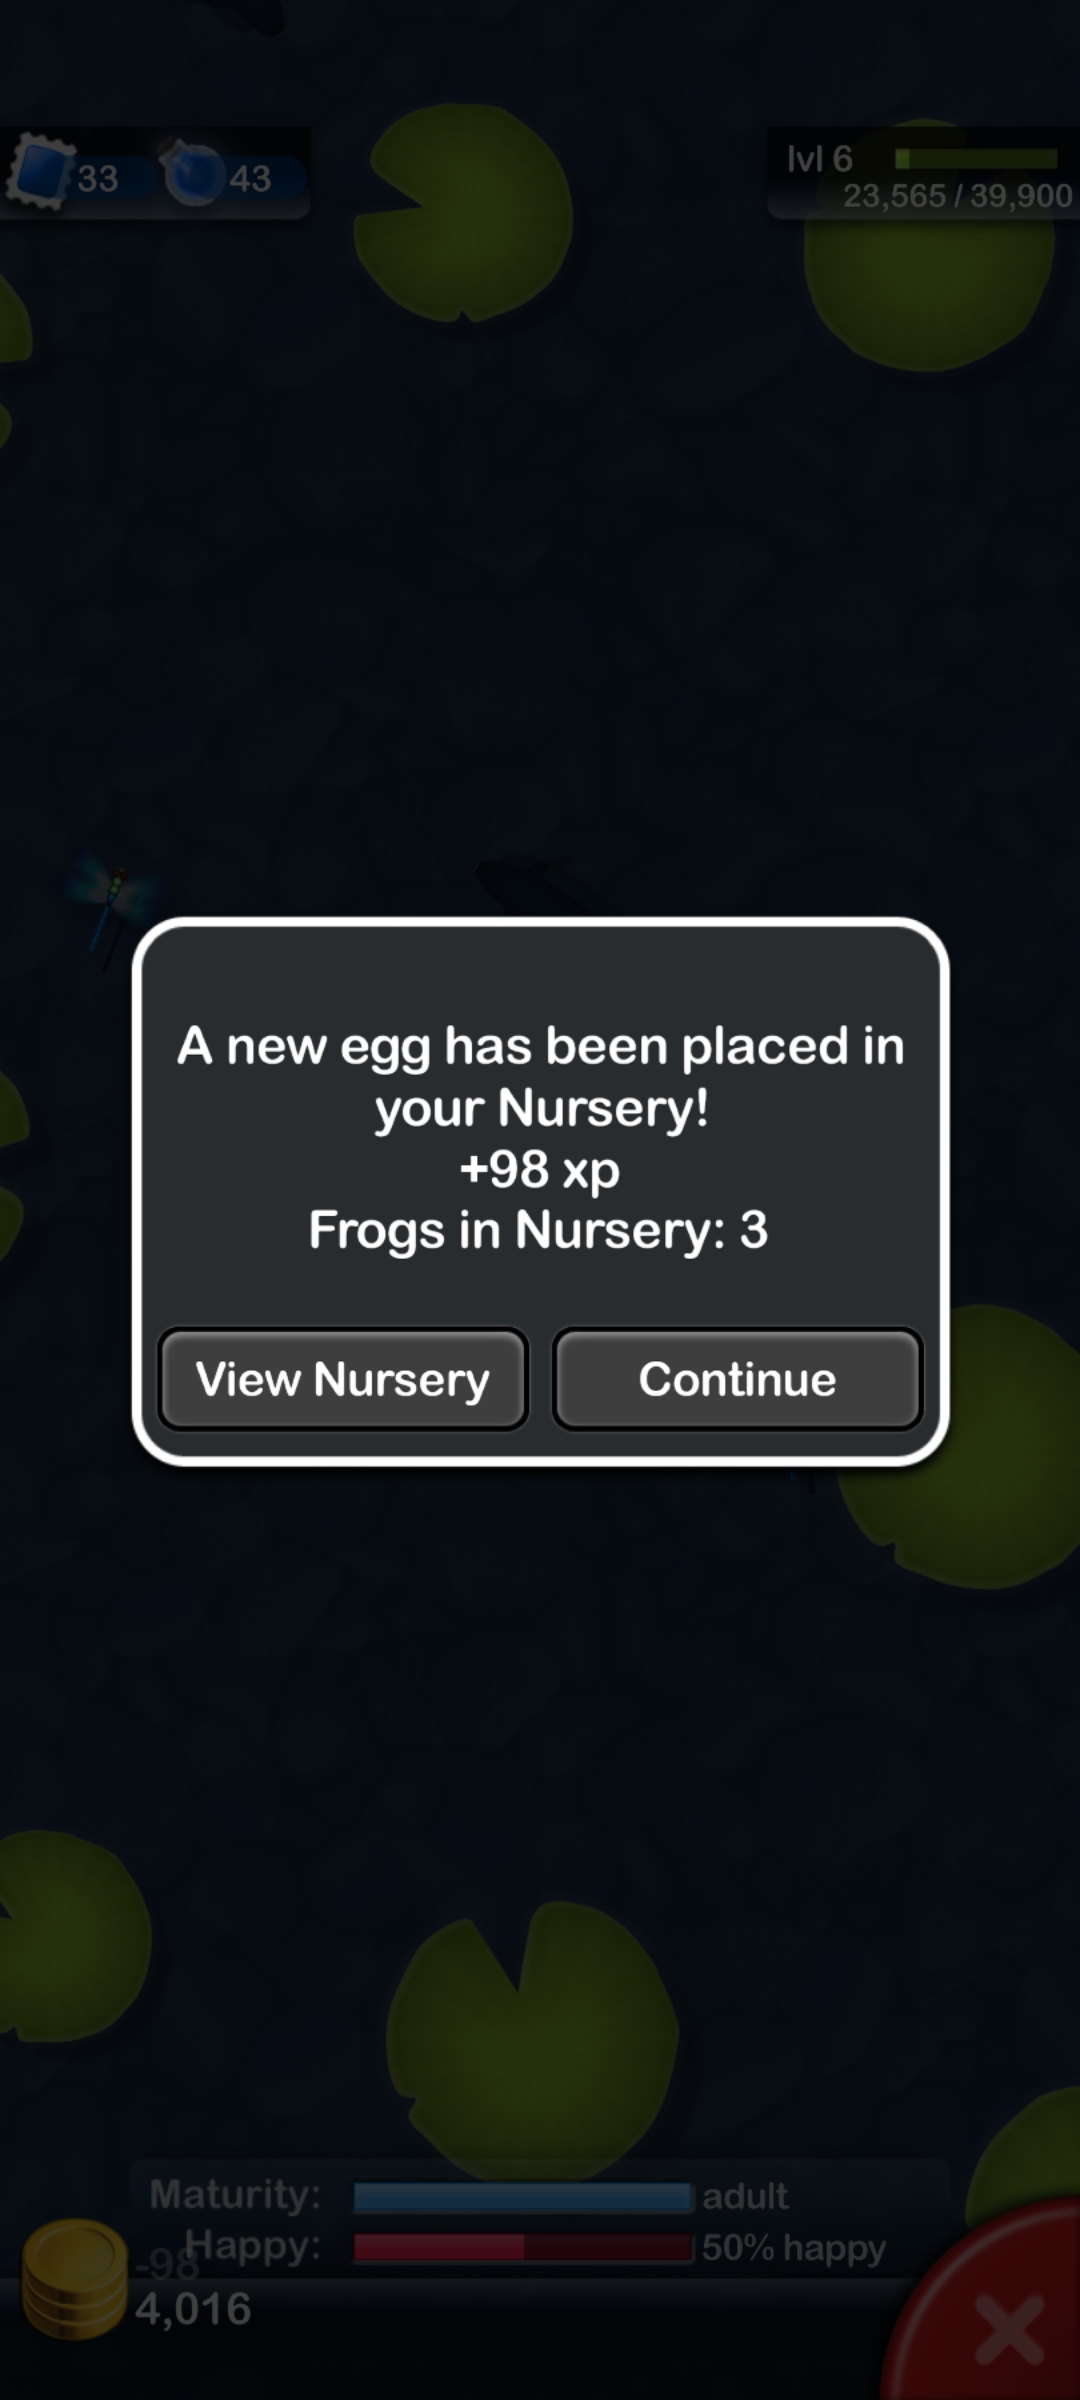 33
43
lvl 6
23,565 / 39,900
A new egg has been placed in
your Nursery!
+98 xp
Frogs in Nursery: 3
View Nursery
Continue
Maturity:
adult
Happy:
50% happy
-98
4,016